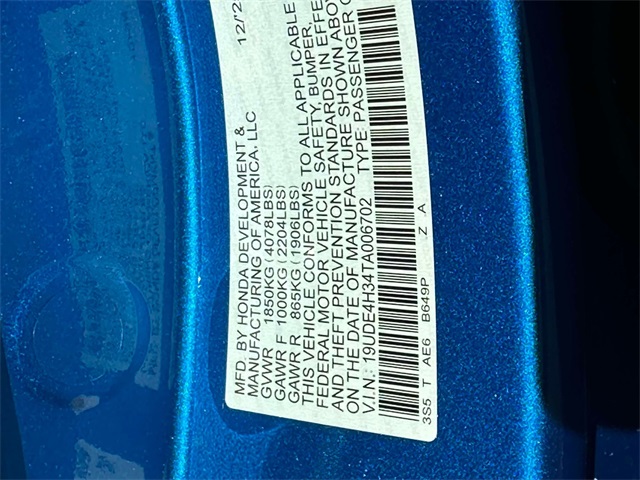 12/2
MFD. BY HONDA DEVELOPMENT &
MANUFACTURING OF AMERICA, LLC
GVWR 1850KG (4078LBS)
GAWR F 1000KG (2204LBS)
GAWR R 865KG (1906LBS)
THIS VEHICLE CONFORMS TO ALL APPLICABLE
FEDERAL MOTOR VEHICLE SAFETY, BUMPER,
AND THEFT PREVENTION STANDARDS IN EFFE
ON THE DATE OF MANUFACTURE SHOWN ABOV
V.I.N.: 19UDE4H34TA006702 TYPE: PASSENGER C
3S5 T AE6 B649P Z A